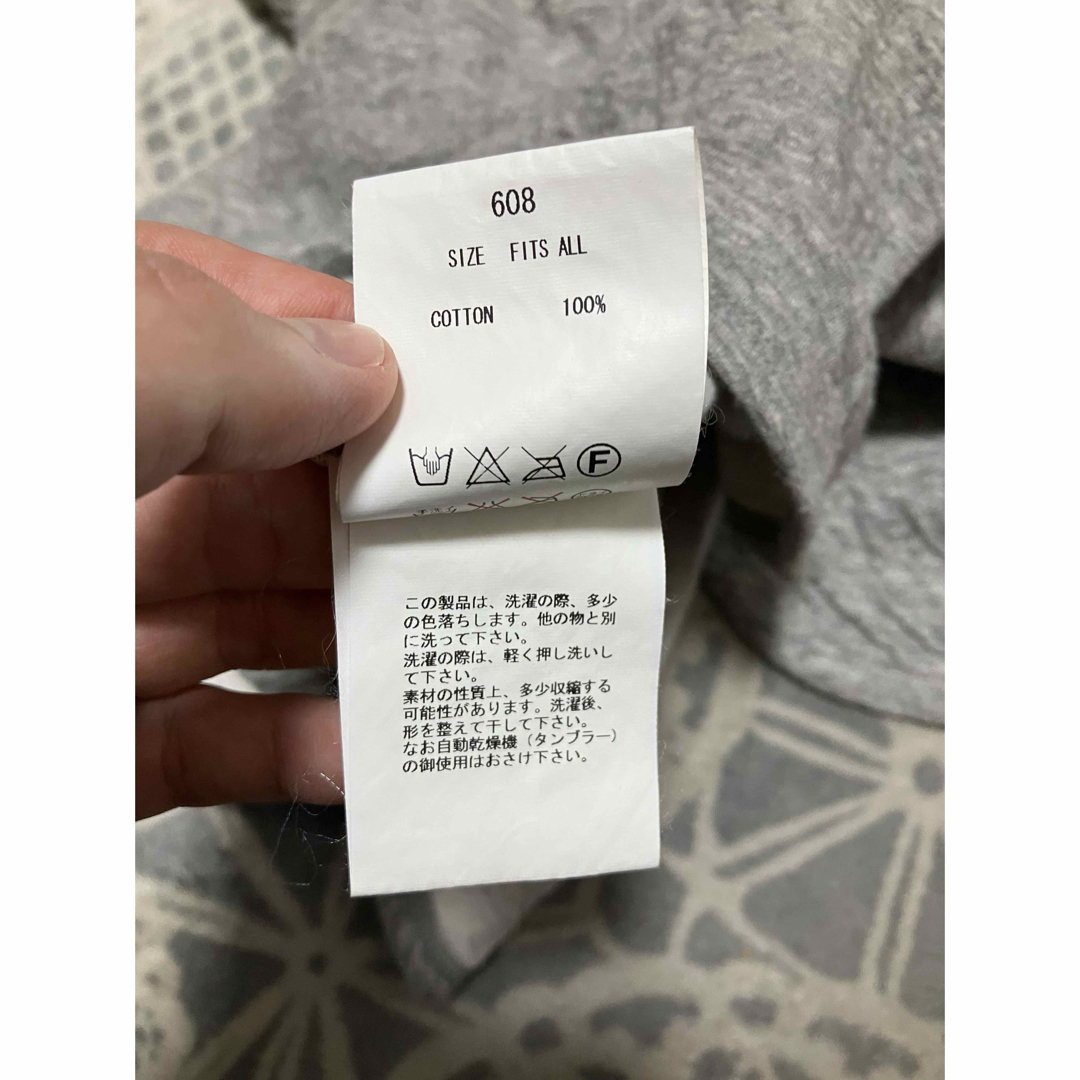 608
SIZE FITS ALL
COTTON 100%
F
この製品は、洗濯の際、多少
の色落ちします。他の物と別
に洗って下さい。
洗濯の際は、軽く押し洗いし
て下さい。
素材の性質上、多少収縮する
可能性があります。洗濯後、
形を整えて干して下さい。
なお自動乾燥機（タンブラー）
の御使用はおさけ下さい。